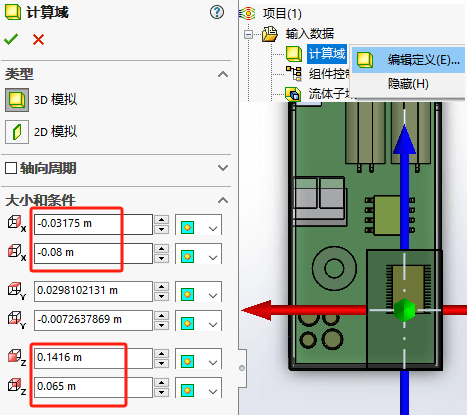 计算域
类型
3D 模拟
2D 模拟
轴向周期
大小和条件
X
-0.03175 m
X
-0.08 m
Y
0.0298102131 m
Y
-0.0072637869 m
Z
0.1416 m
Z
0.065 m
项目(1)
输入数据
计算域
组件控制
流体子域
编辑定义(E)...
隐藏(H)